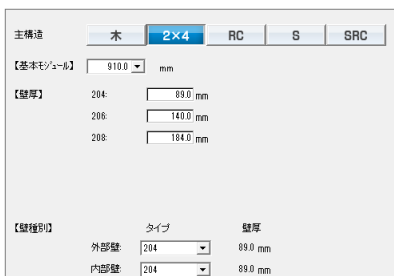 主構造 木 2×4 RC S SRC
【基本モジュール】 910.0 mm
【壁厚】 204: 89.0 mm
206: 140.0 mm
208: 184.0 mm
【壁種別】 タイプ 壁厚
外部壁: 204 89.0 mm
内部壁: 204 89.0 mm